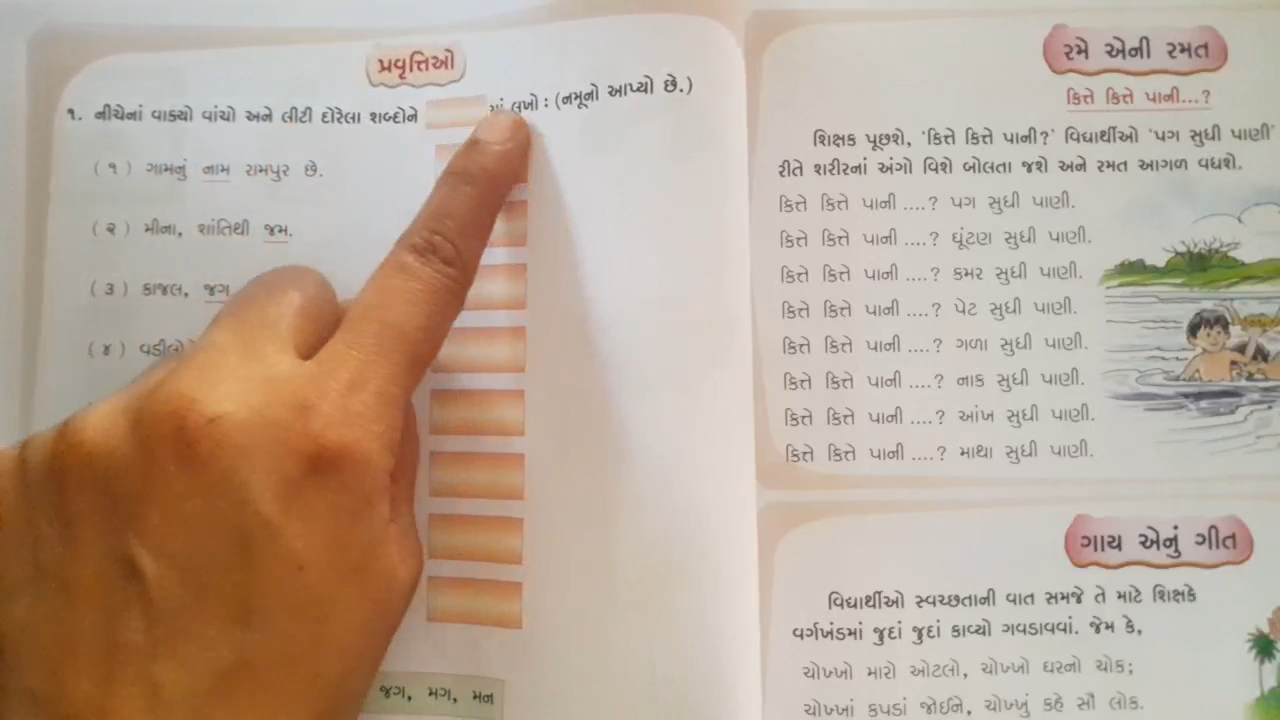 પ્રવૃત્તિઓ
૧. નીચેનાં વાક્યો વાંચો અને લીટી દોરેલા શબ્દોને માં લખો : (નમૂનો આપ્યો છે.)
( ૧ ) ગામનું નામ રામપુર છે.
( ૨ ) મીના, શાંતિથી જમ.
( ૩ ) કાજલ, જગ
( ૪ )
જગ, મગ, મન
રમે એની રમત
કિત્તે કિત્તે પાની...?
શિક્ષક પૂછશે, 'કિત્તે કિત્તે પાની?' વિદ્યાર્થીઓ 'પગ સુધી પાણી'
રીતે શરીરનાં અંગો વિશે બોલતા જશે અને રમત આગળ વધશે.
કિત્તે કિત્તે પાની ....? પગ સુધી પાણી.
કિત્તે કિત્તે પાની ....? ઘૂંટણ સુધી પાણી.
કિત્તે કિત્તે પાની ....? કમર સુધી પાણી.
કિત્તે કિત્તે પાની ....? પેટ સુધી પાણી.
કિત્તે કિત્તે પાની ....? ગળા સુધી પાણી.
કિત્તે કિત્તે પાની ....? નાક સુધી પાણી.
કિત્તે કિત્તે પાની ....? આંખ સુધી પાણી.
કિત્તે કિત્તે પાની ....? માથા સુધી પાણી.
ગાય એનું ગીત
વિદ્યાર્થીઓ સ્વચ્છતાની વાત સમજે તે માટે શિક્ષકે
વર્ગખંડમાં જુદાં જુદાં કાવ્યો ગવડાવવાં. જેમ કે,
ચોખ્ખો મારો ઓટલો, ચોખ્ખો ઘરનો ચોક;
ચોખ્ખાં કપડાં જોઈને, ચોખ્ખું કહે સૌ લોક.